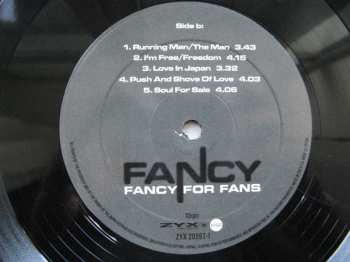 Side b:
1. Running Man/The Man 3.43
2. I'm Free/Freedom 4.15
3. Love In Japan 3.32
4. Push And Shove Of Love 4.03
5. Soul For Sale 4.06
FANCY
FANCY FOR FANS
ZYX